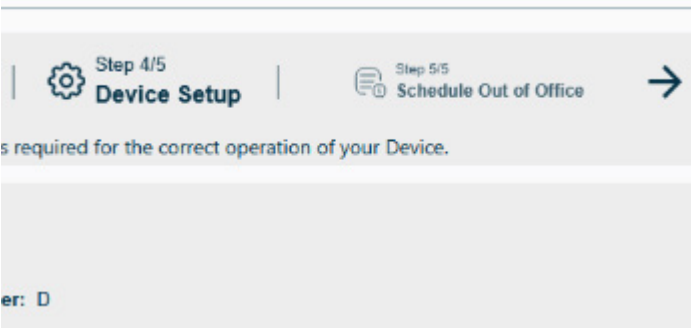 Step 4/5
Device Setup
Step 5/5
Schedule Out of Office
s required for the correct operation of your Device.
er: D